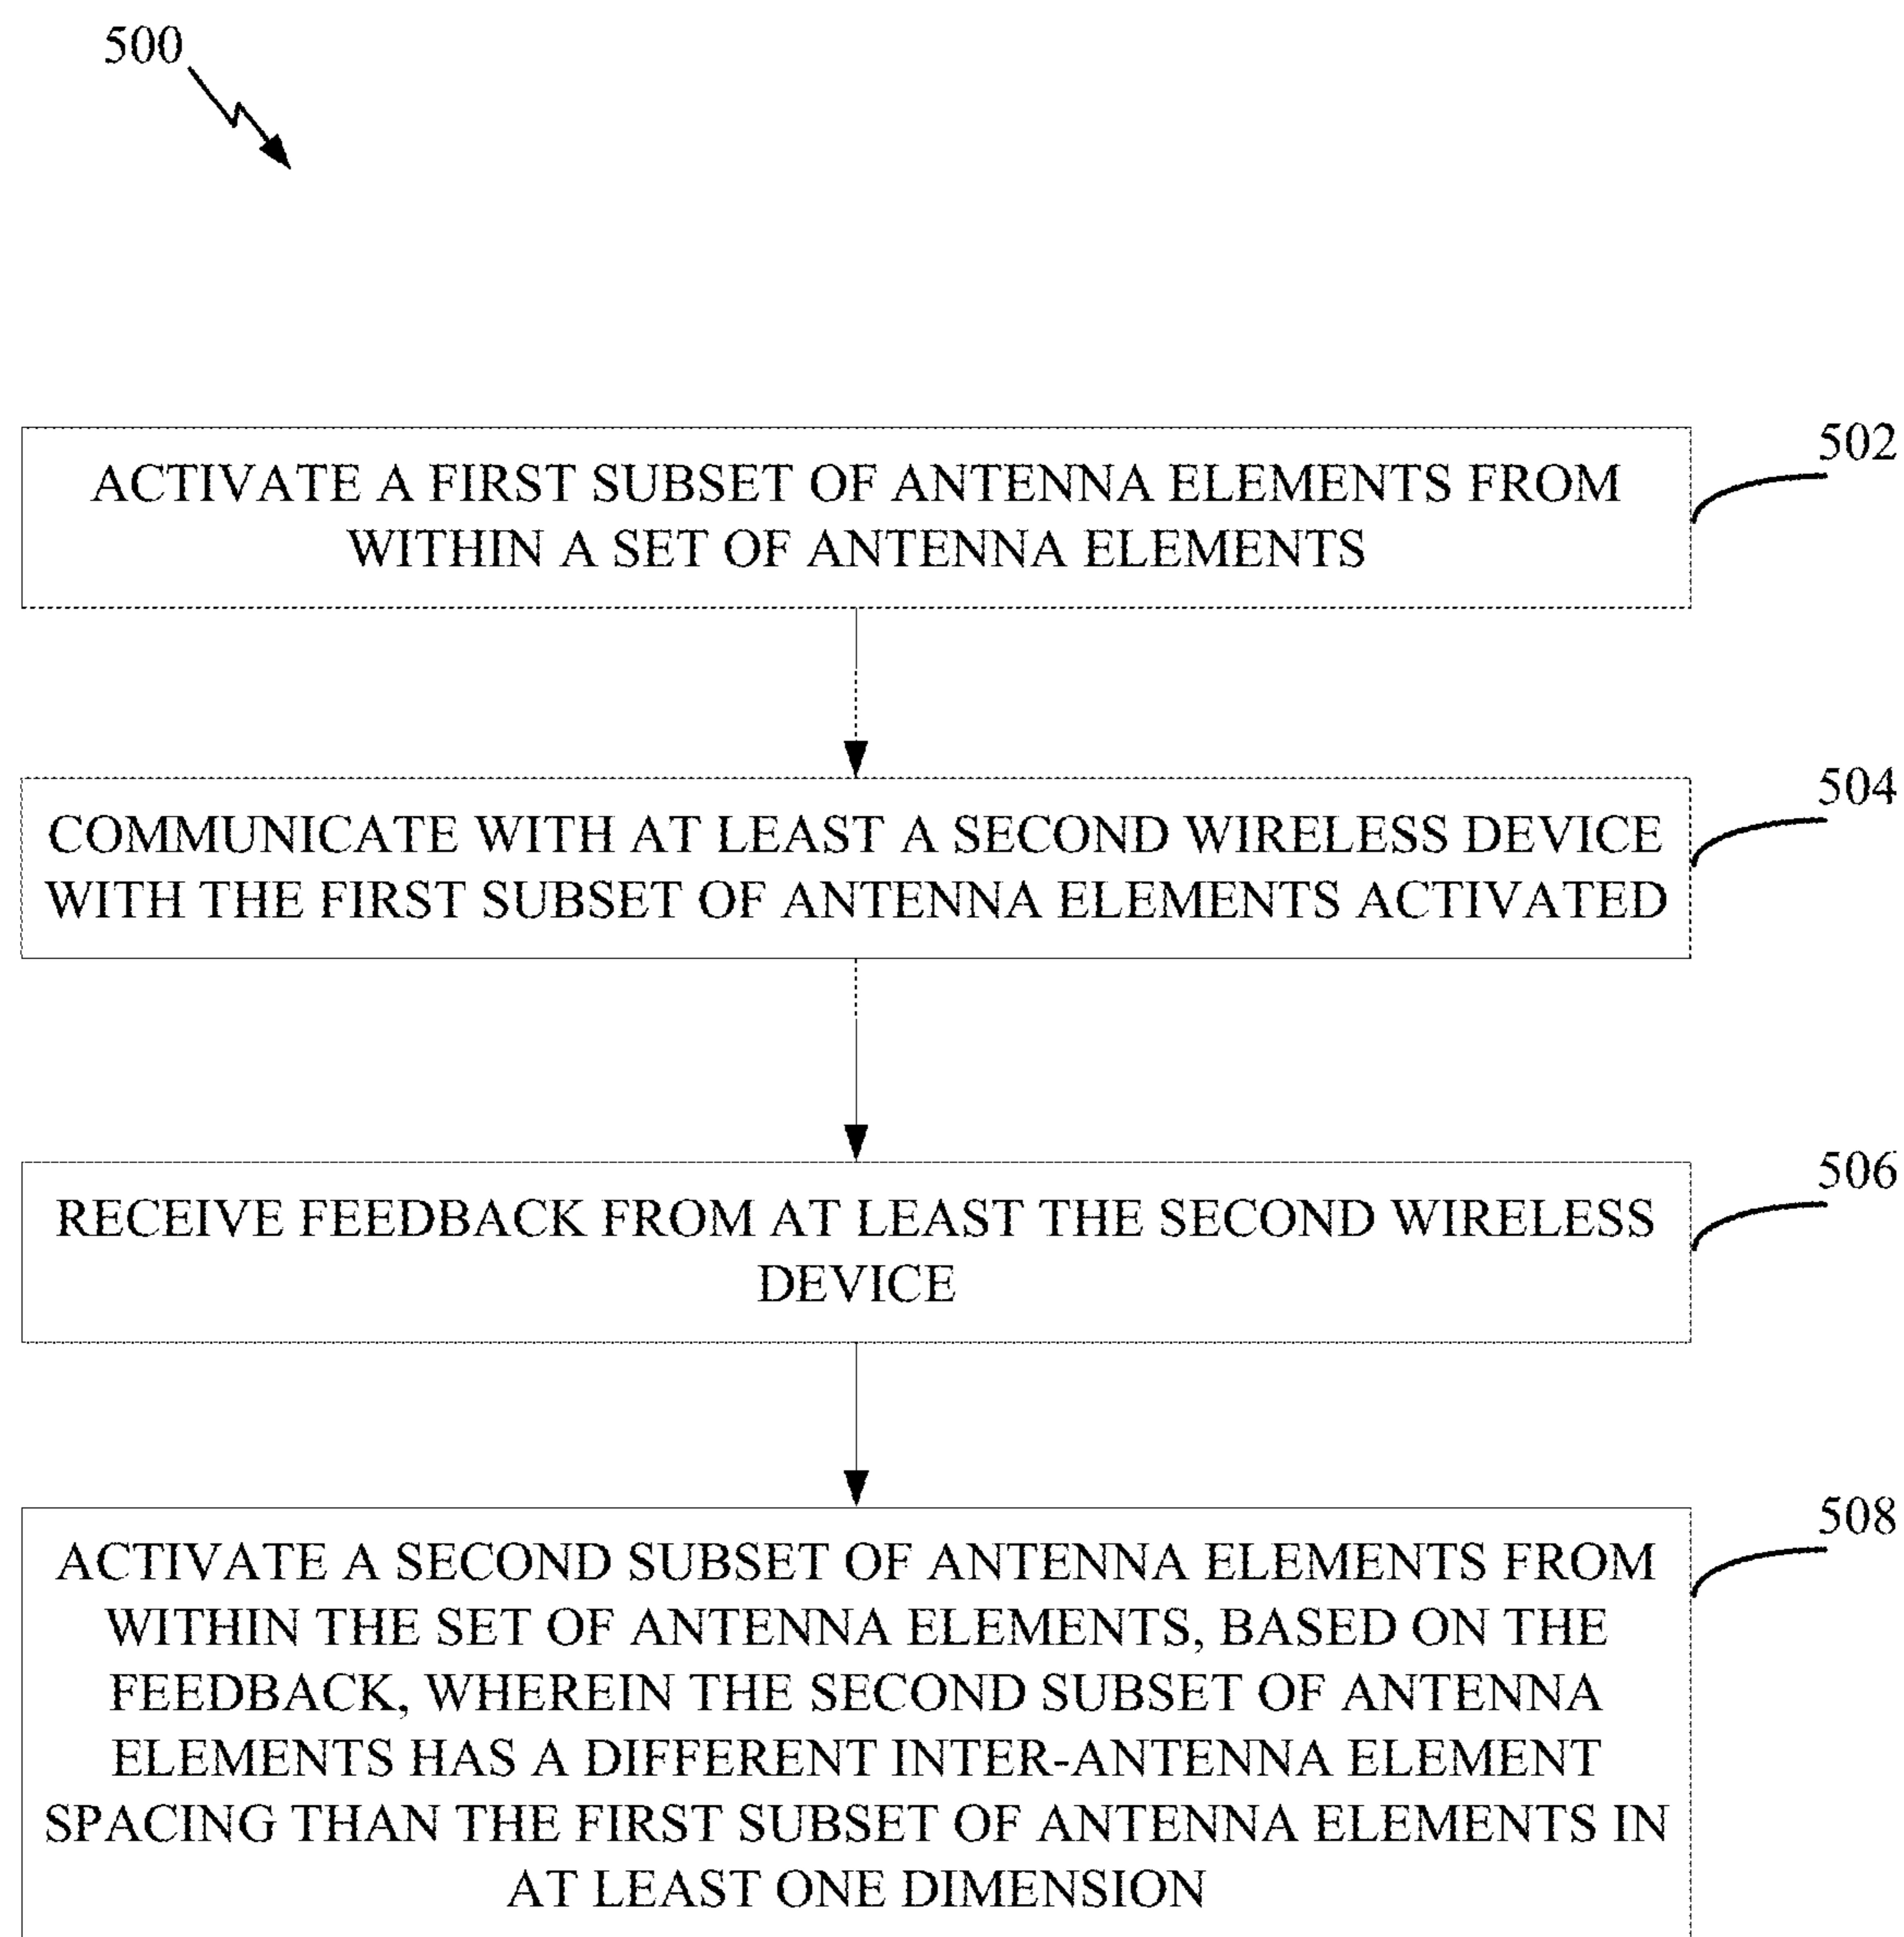 500
ACTIVATE A FIRST SUBSET OF ANTENNA ELEMENTS FROM
WITHIN A SET OF ANTENNA ELEMENTS
502
COMMUNICATE WITH AT LEAST A SECOND WIRELESS DEVICE
WITH THE FIRST SUBSET OF ANTENNA ELEMENTS ACTIVATED
504
RECEIVE FEEDBACK FROM AT LEAST THE SECOND WIRELESS
DEVICE
506
ACTIVATE A SECOND SUBSET OF ANTENNA ELEMENTS FROM
WITHIN THE SET OF ANTENNA ELEMENTS, BASED ON THE
FEEDBACK, WHEREIN THE SECOND SUBSET OF ANTENNA
ELEMENTS HAS A DIFFERENT INTER-ANTENNA ELEMENT
SPACING THAN THE FIRST SUBSET OF ANTENNA ELEMENTS IN
AT LEAST ONE DIMENSION
508